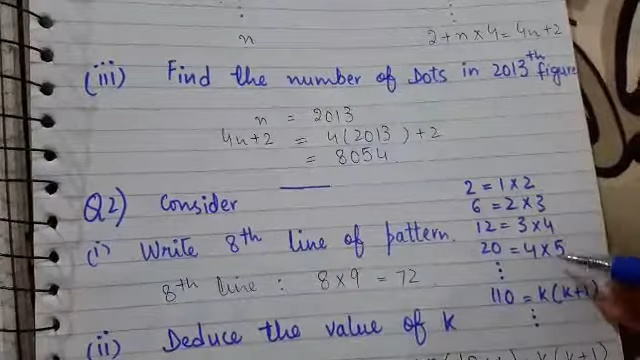 n 2+n×4=4n+2
(iii) Find the number of Dots in 2013th figure
n = 2013
4n+2 = 4(2013)+2
= 8054
Q2) Consider
2 = 1×2
6 = 2×3
12 = 3×4
20 = 4×5
⋮
110 = k(k+1)
⋮
(i) Write 8th line of pattern.
8th line : 8×9 = 72
(ii) Deduce the value of k